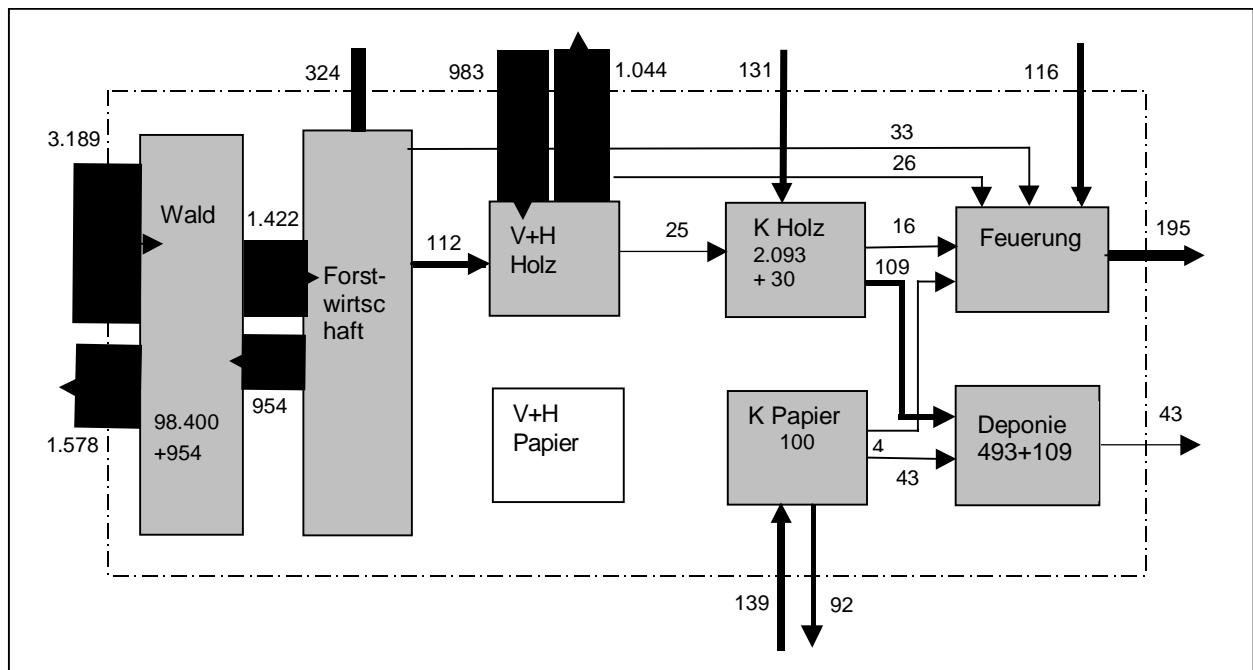 324
983
1.044
131
116
3.189
33
26
Wald
1.422
112
V+H
Holz
25
K Holz
2.093
+ 30
16
109
Feuerung
195
Forst-
wirtsc
haft
954
98.400
+954
1.578
V+H
Papier
K Papier
100
4
43
Deponie
493+109
43
139
92